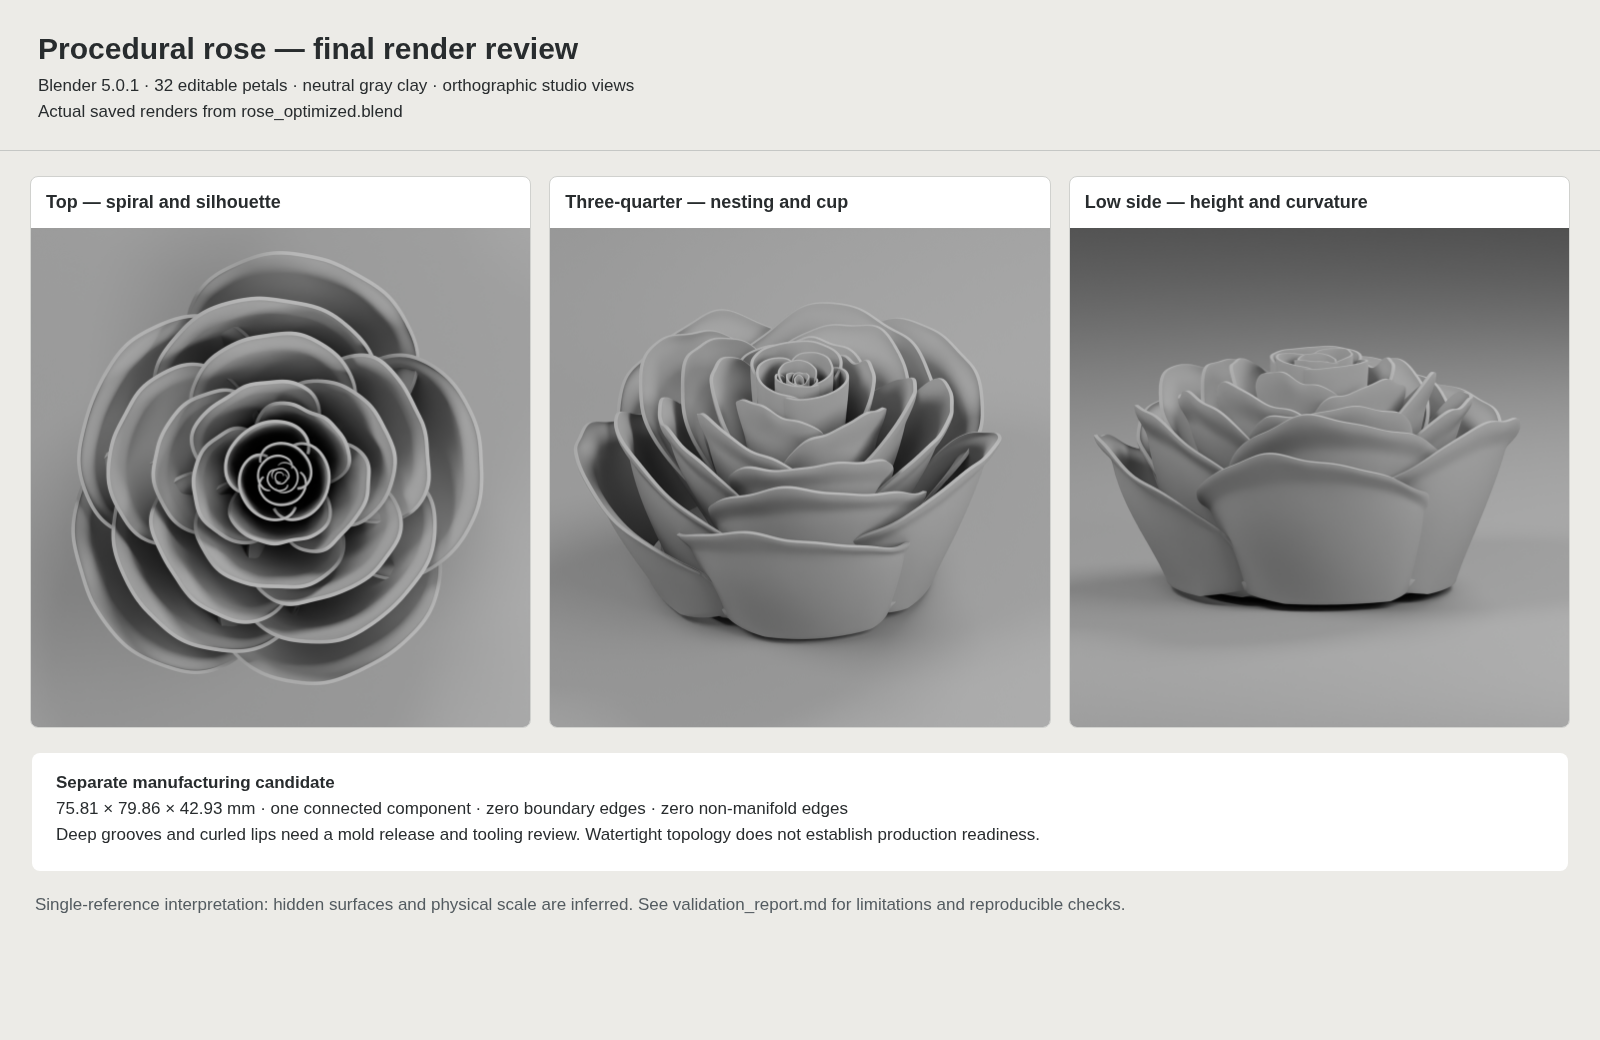 Procedural rose — final render review
Blender 5.0.1 · 32 editable petals · neutral gray clay · orthographic studio views
Actual saved renders from rose_optimized.blend
Top — spiral and silhouette
Three-quarter — nesting and cup
Low side — height and curvature
Separate manufacturing candidate
75.81 × 79.86 × 42.93 mm · one connected component · zero boundary edges · zero non-manifold edges
Deep grooves and curled lips need a mold release and tooling review. Watertight topology does not establish production readiness.
Single-reference interpretation: hidden surfaces and physical scale are inferred. See validation_report.md for limitations and reproducible checks.